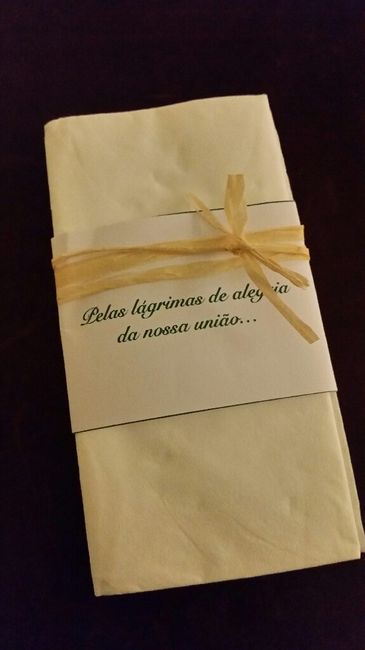 Pelas lágrimas de alegria
da nossa união...